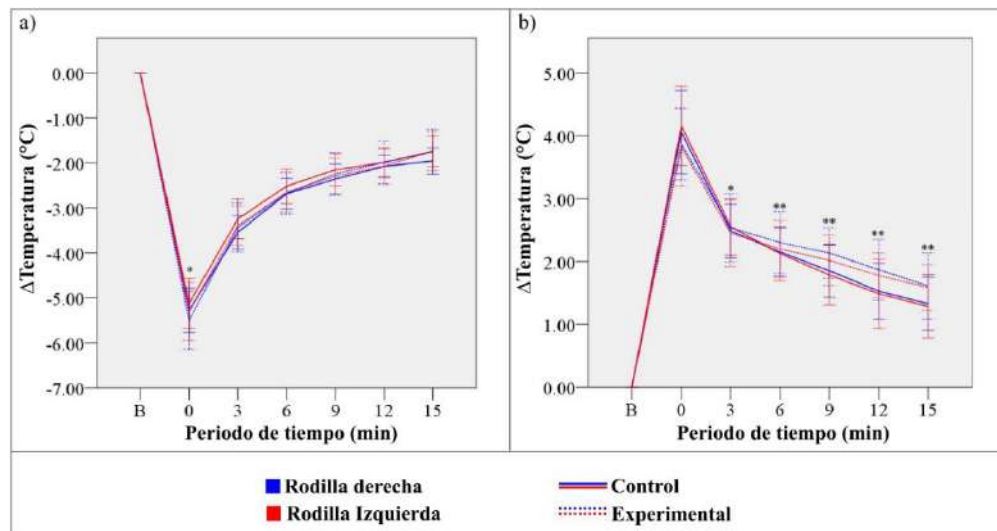 a)
0.00
-1.00
-2.00
-3.00
-4.00
-5.00
-6.00
-7.00
ΔTemperatura (°C)
*
B 0 3 6 9 12 15
Periodo de tiempo (min)
b)
5.00
4.00
3.00
2.00
1.00
0.00
ΔTemperatura (°C)
* ** ** ** **
B 0 3 6 9 12 15
Periodo de tiempo (min)
Rodilla derecha Control
Rodilla Izquierda Experimental